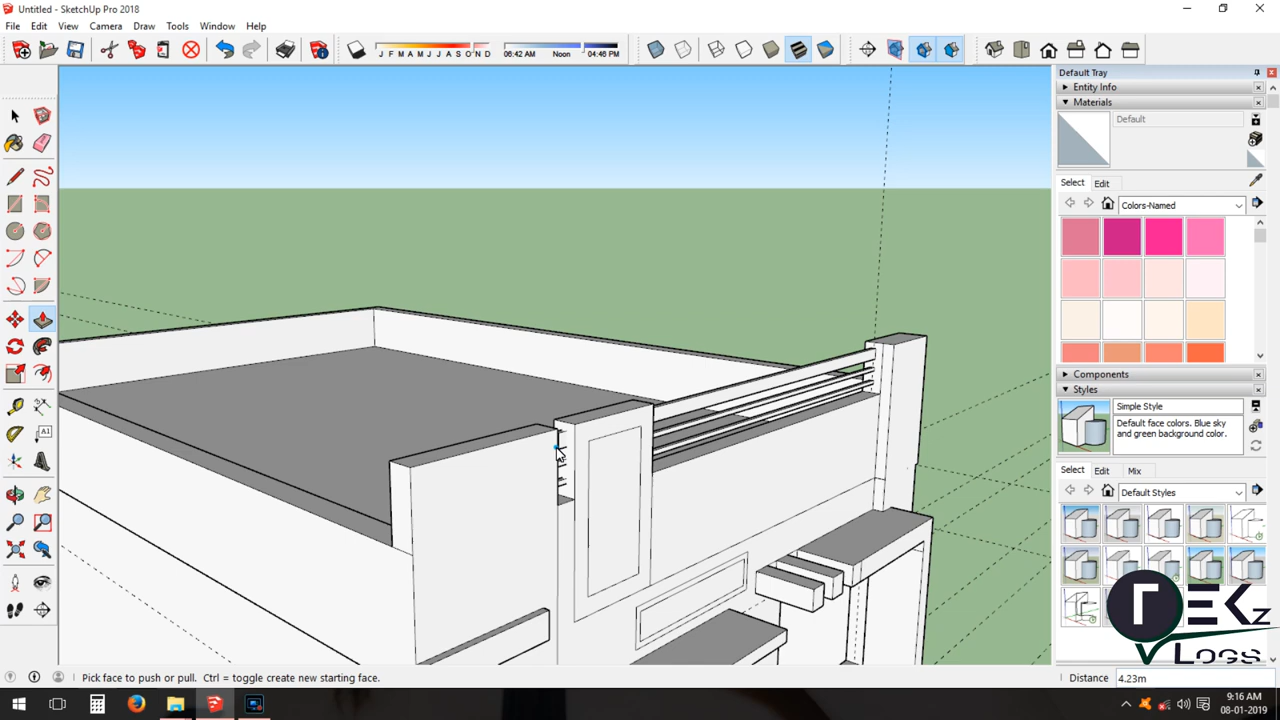 Untitled - SketchUp Pro 2018
File Edit View Camera Draw Tools Window Help
J F M A M J J A S O N D
06:42 AM Noon 04:46 PM
Default Tray
Entity Info
Materials
Default
Select Edit
Colors-Named
Components
Styles
Simple Style
Default face colors. Blue sky and green background color.
Select Edit Mix
Default Styles
TEKz
VLogs
Pick face to push or pull. Ctrl = toggle create new starting face.
Distance 4.23m
9:16 AM
08-01-2019